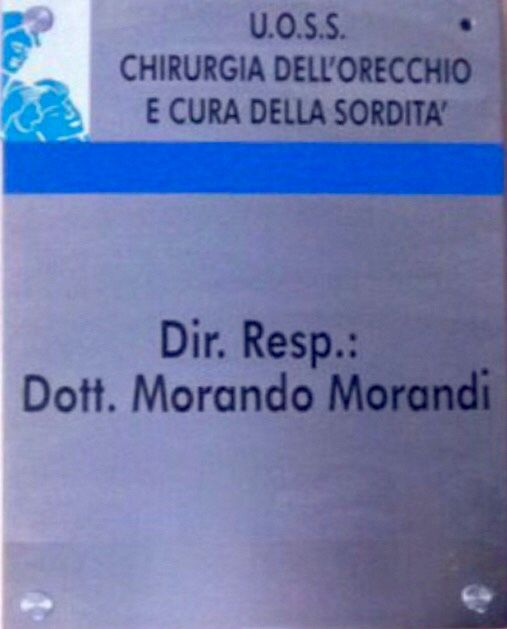 U.O.S.S.
CHIRURGIA DELL'ORECCHIO
E CURA DELLA SORDITA'
Dir. Resp.:
Dott. Morando Morandi